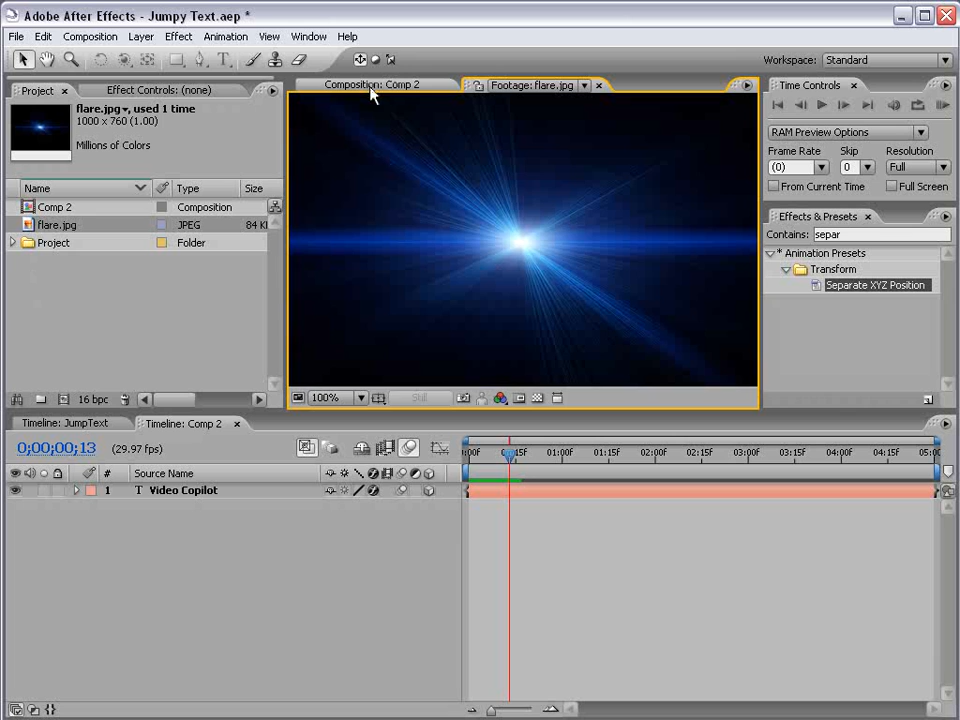 Adobe After Effects - Jumpy Text.aep *
File Edit Composition Layer Effect Animation View Window Help
Workspace: Standard
Project Effect Controls: (none)
Composition: Comp 2 Footage: flare.jpg
Time Controls
flare.jpg, used 1 time
1000 x 760 (1.00)
Millions of Colors
RAM Preview Options
Frame Rate Skip Resolution
(0) 0 Full
From Current Time Full Screen
Name Type Size
Comp 2 Composition
flare.jpg JPEG 84 K
Project Folder
Effects & Presets
Contains: separ
* Animation Presets
Transform
Separate XYZ Position
16 bpc
100% Still
Timeline: JumpText Timeline: Comp 2
0;00;00;13 (29.97 fps)
:00F 0:15F 01:00F 01:15F 02:00F 02:15F 03:00F 03:15F 04:00F 04:15F 05:00
# Source Name
1 T Video Copilot